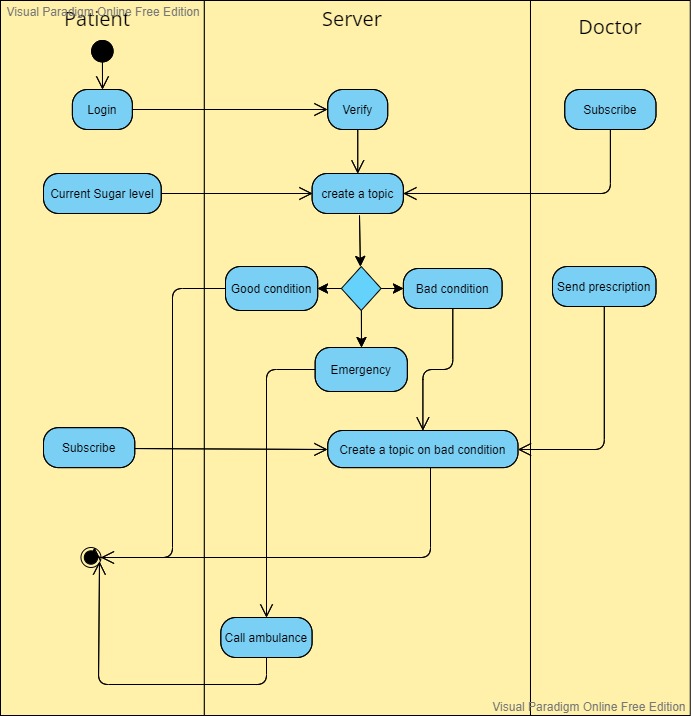 Visual Paradigm Online Free Edition
Patient
Server
Doctor
Login
Verify
Subscribe
Current Sugar level
create a topic
Good condition
Bad condition
Send prescription
Emergency
Subscribe
Create a topic on bad condition
Call ambulance
Visual Paradigm Online Free Edition